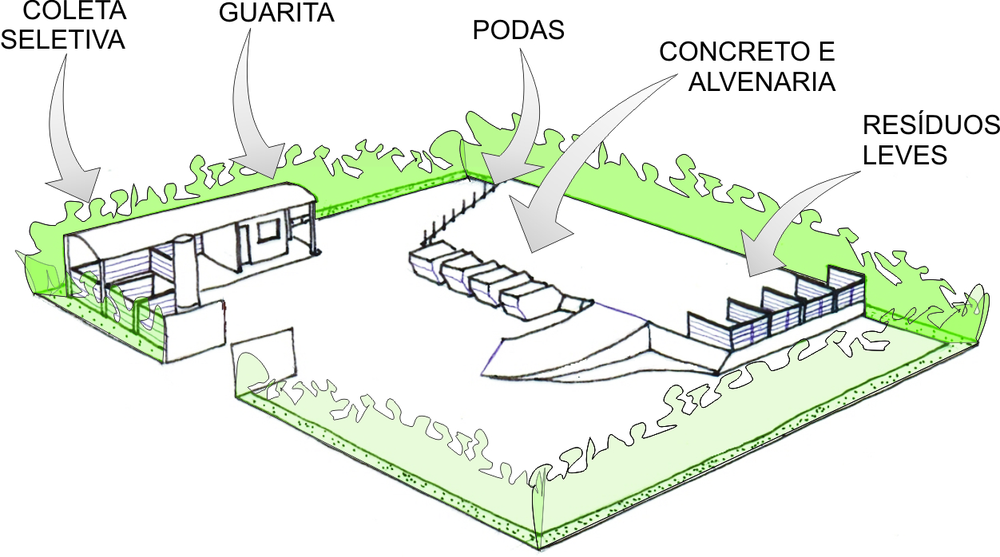 COLETA
SELETIVA
GUARITA
PODAS
CONCRETO E
ALVENARIA
RESÍDUOS
LEVES